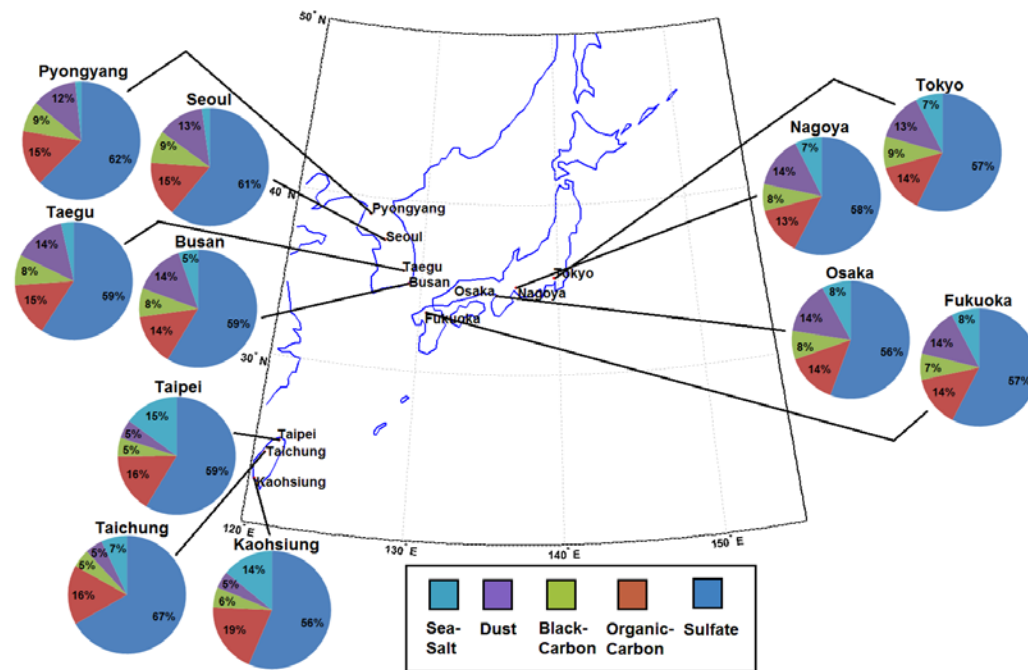 50° N
40° N
30° N
120° E
130° E
140° E
150° E
Pyongyang
12%
9%
15%
62%
Seoul
13%
9%
15%
61%
Taegu
14%
8%
15%
59%
Busan
5%
14%
8%
14%
59%
Taipei
15%
5%
5%
16%
59%
Taichung
7%
5%
5%
16%
67%
Kaohsiung
14%
5%
6%
19%
56%
Tokyo
7%
13%
9%
14%
57%
Nagoya
7%
14%
8%
13%
58%
Osaka
8%
14%
8%
14%
56%
Fukuoka
8%
14%
7%
14%
57%
Pyongyang
Seoul
Taegu
Busan
Osaka
Tokyo
Nagoya
Fukuoka
Taipei
Taichung
Kaohsiung
Sea-
Salt
Dust
Black-
Carbon
Organic-
Carbon
Sulfate